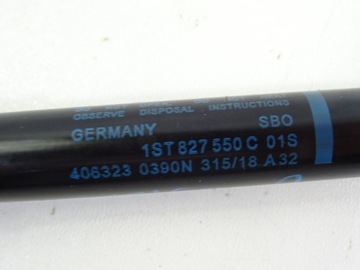 OBSERVE DISPOSAL INSTRUCTIONS
GERMANY SBO
1ST 827 550 C 01S
406323 0390N 315/18 A 32